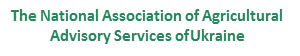 The National Association of Agricultural
Advisory Services ofUkraine